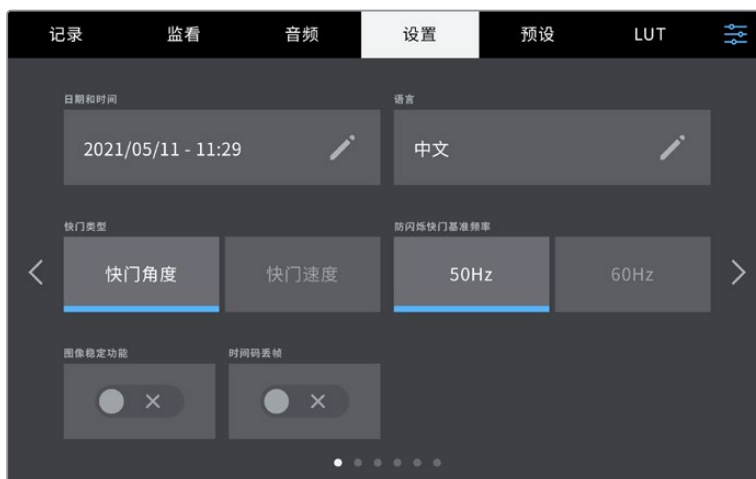 记录 监看 音频 设置 预设 LUT
日期和时间 语言
2021/05/11 - 11:29 中文
快门类型 防闪烁快门基准频率
快门角度 快门速度 50Hz 60Hz
图像稳定功能 时间码丢帧